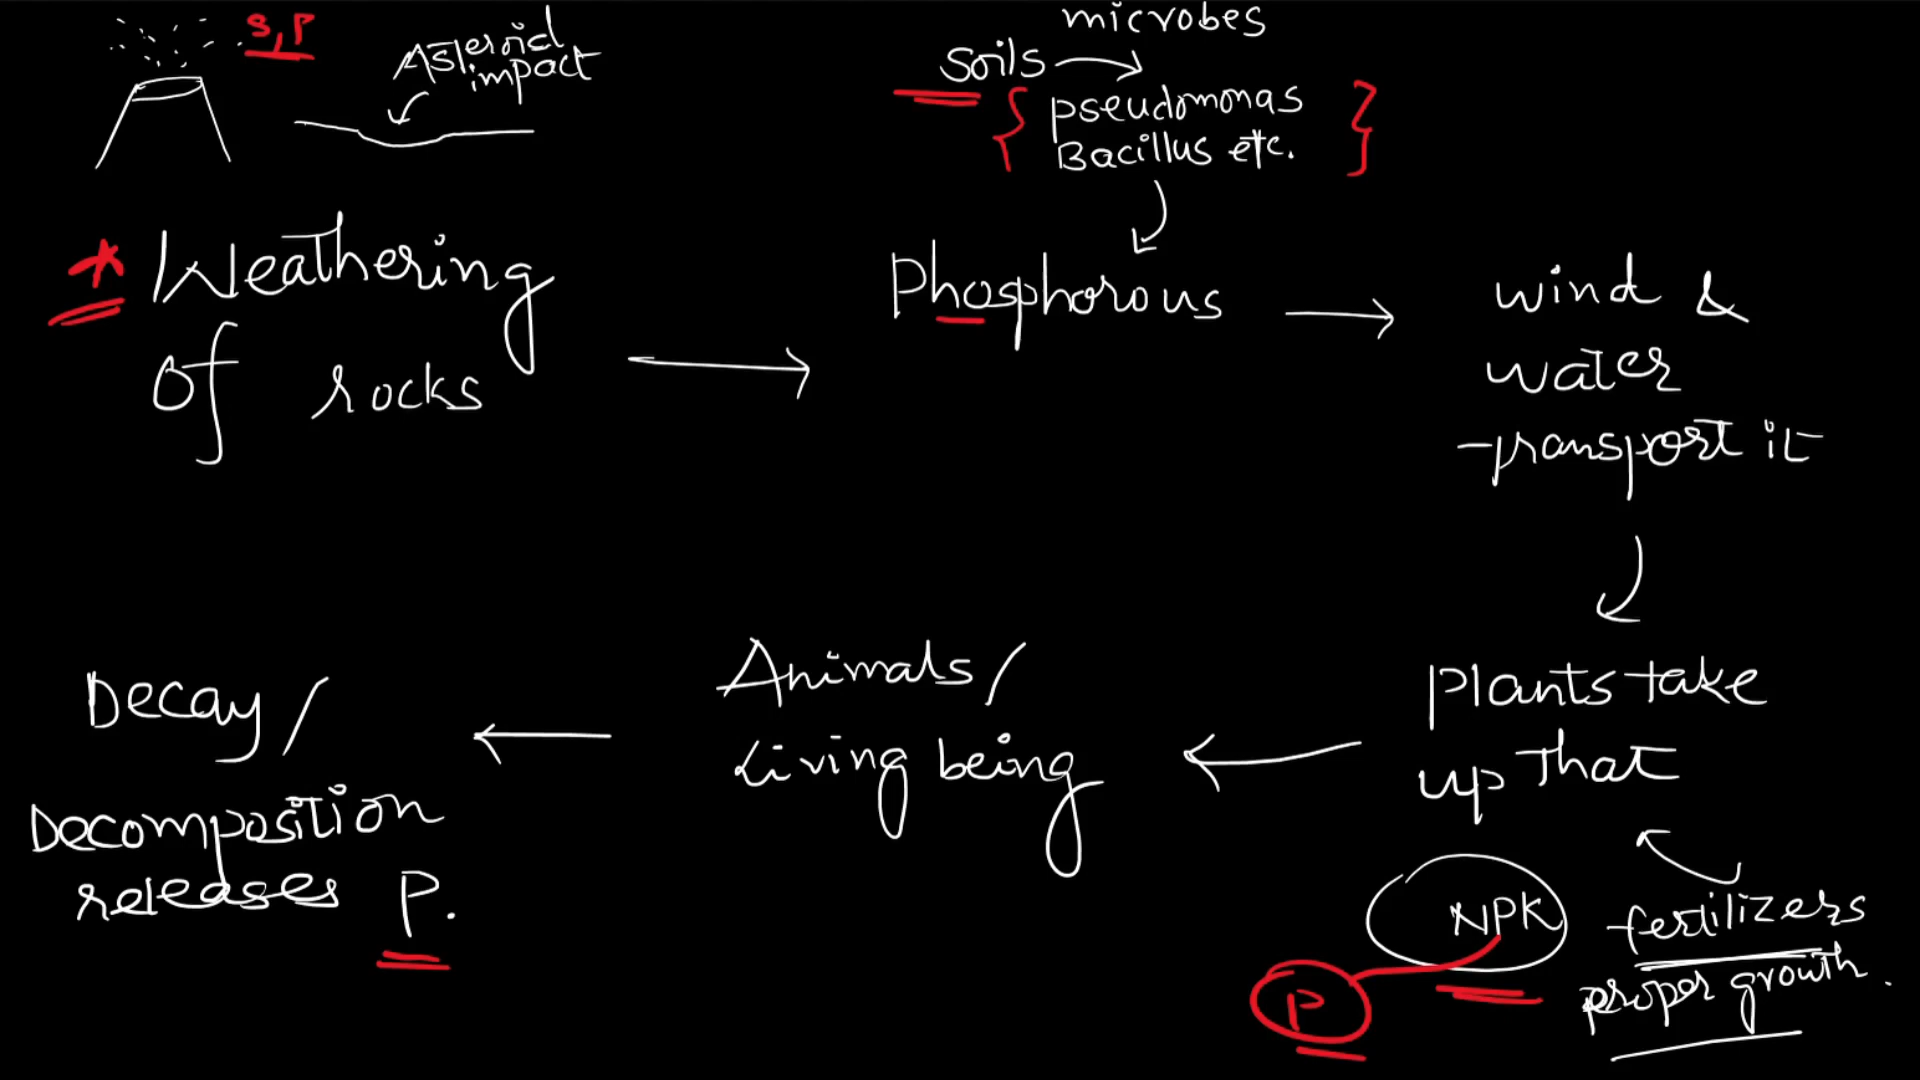 S, P
Asteroid
impact
microbes
soils
pseudomonas
Bacillus etc.
* Weathering
of rocks
Phosphorous
wind &
water
transport it
Plants take
up that
Animals/
Living being
Decay/
Decomposition
releases P.
NPK
P
fertilizers
proper growth.